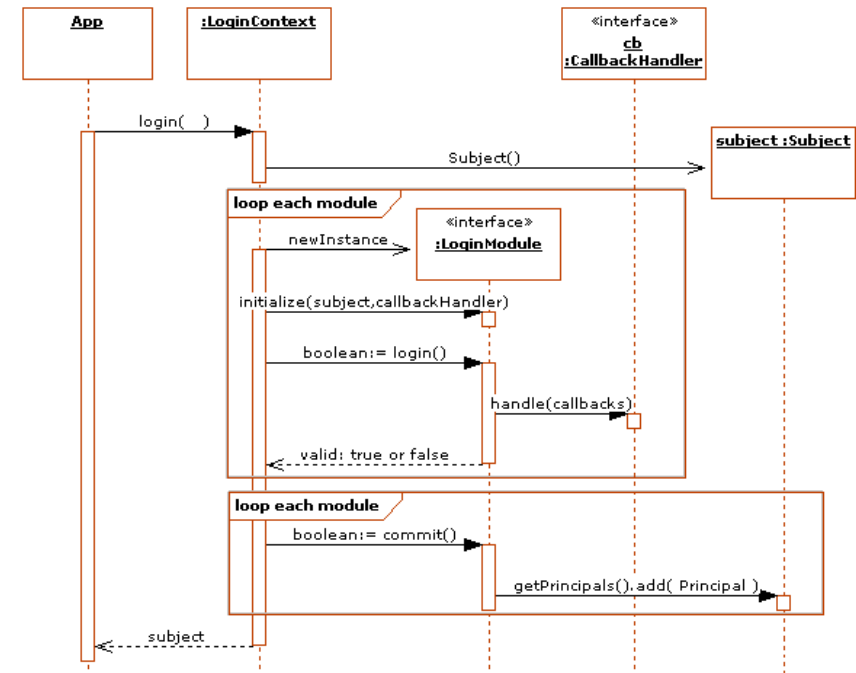 App
:LoginContext
«interface»
cb
:CallbackHandler
login(   )
subject :Subject
Subject()
loop each module
«interface»
:LoginModule
newInstance
initialize(subject,callbackHandler)
boolean:= login()
handle(callbacks)
valid: true or false
loop each module
boolean:= commit()
getPrincipals().add( Principal )
subject